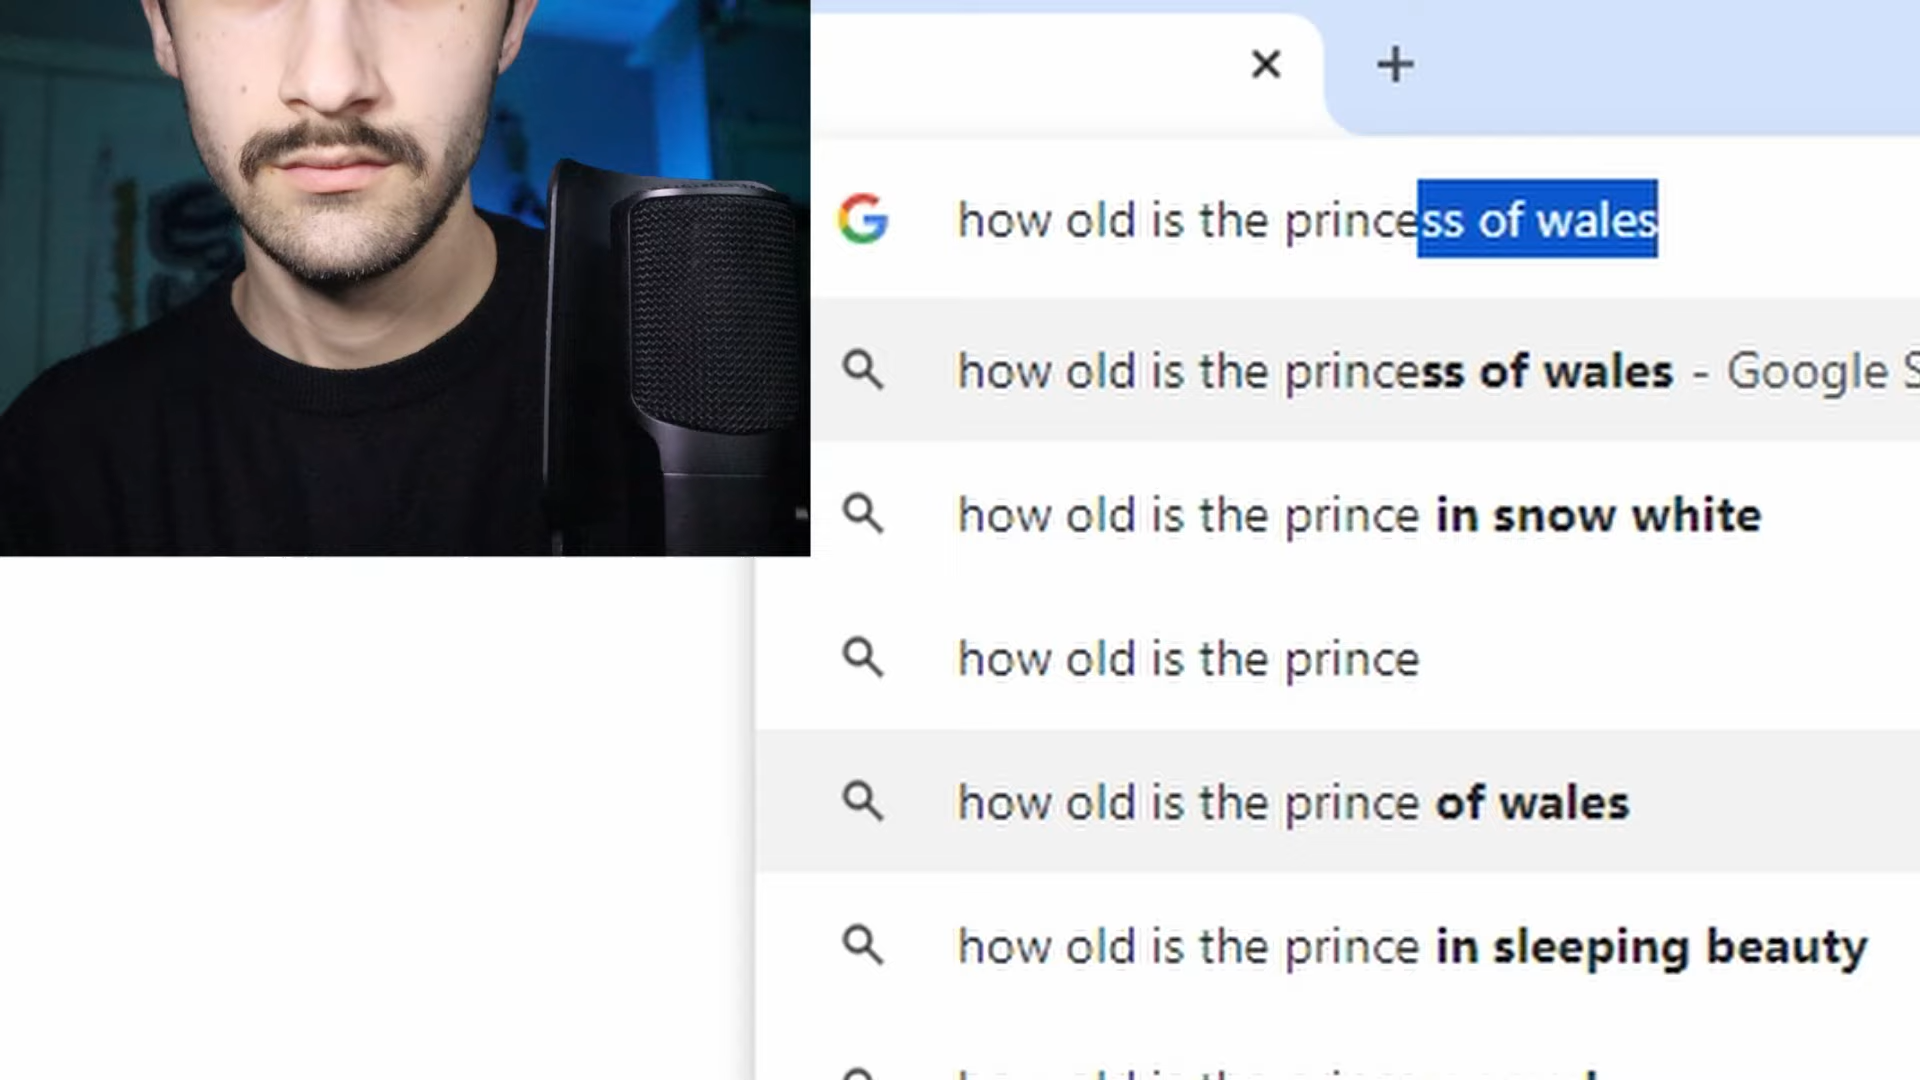 how old is the princess of wales
how old is the princess of wales - Google S
how old is the prince in snow white
how old is the prince
how old is the prince of wales
how old is the prince in sleeping beauty